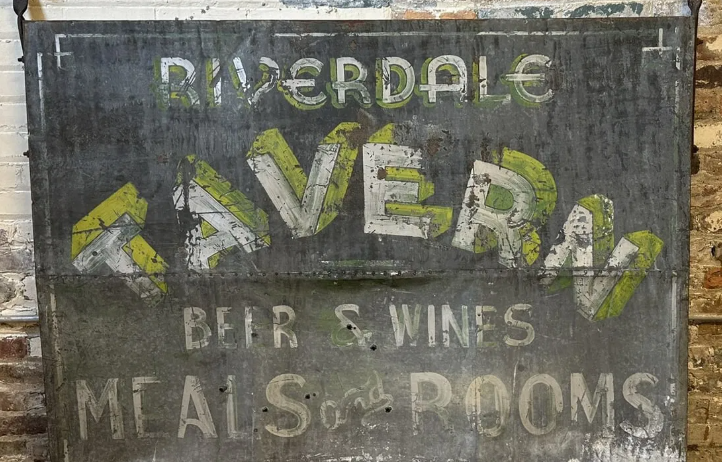 RIVERDALE
TAVERN
BEER & WINES
MEALS and ROOMS